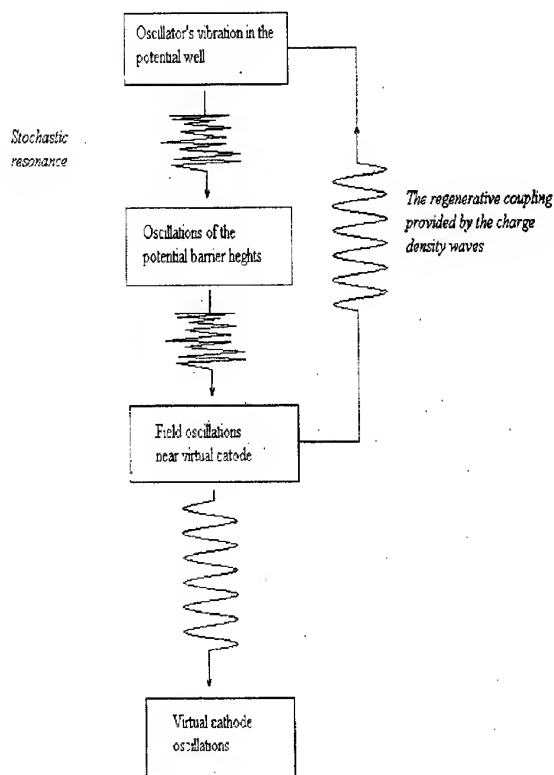 Oscillator's vibration in the
potential well
Stochastic
resonance
The regenerative coupling
provided by the charge
density waves
Oscillations of the
potential barrier heghts
Field oscillations
near virtual catode
Virtual cathode
oscillations